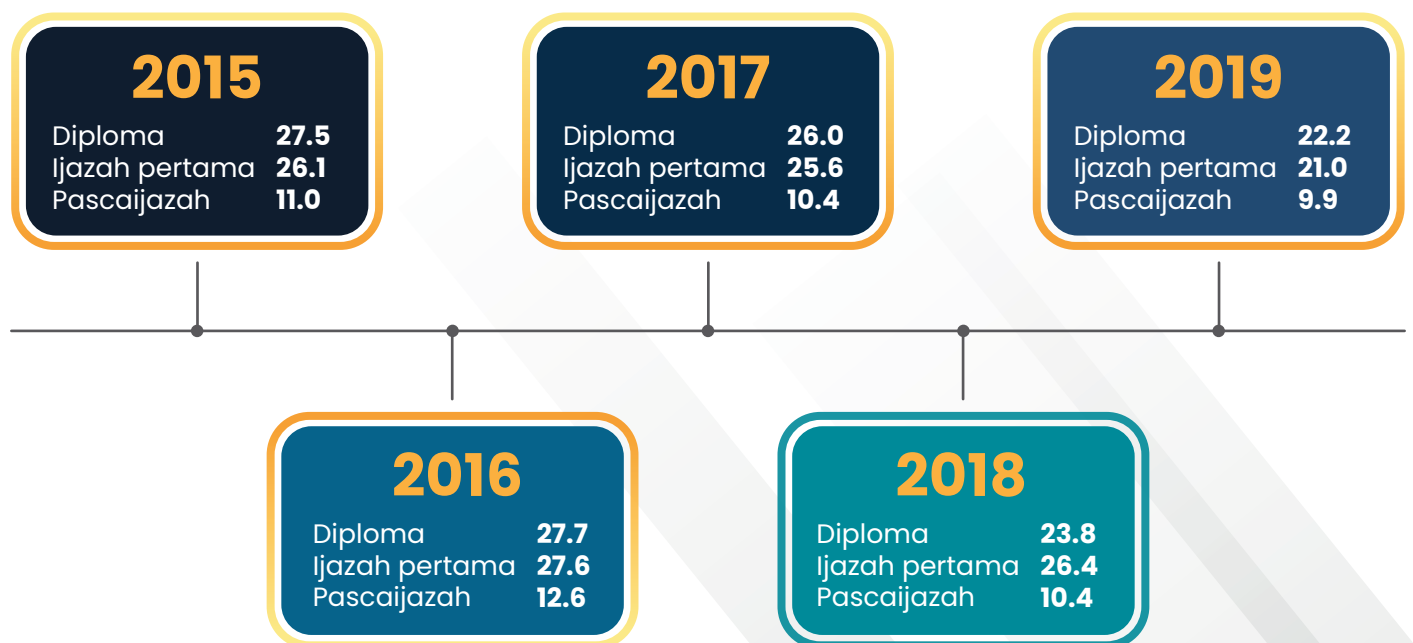 2015
Diploma 27.5
Ijazah pertama 26.1
Pascaijazah 11.0
2016
Diploma 27.7
Ijazah pertama 27.6
Pascaijazah 12.6
2017
Diploma 26.0
Ijazah pertama 25.6
Pascaijazah 10.4
2018
Diploma 23.8
Ijazah pertama 26.4
Pascaijazah 10.4
2019
Diploma 22.2
Ijazah pertama 21.0
Pascaijazah 9.9